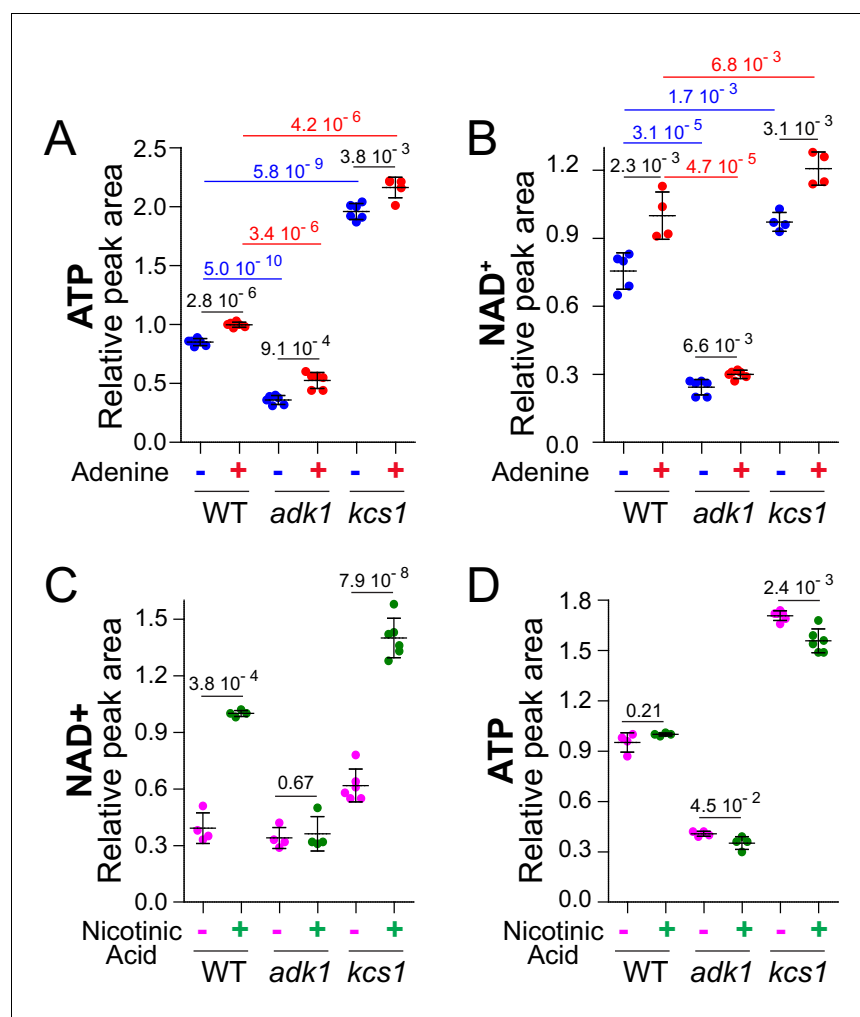 A
ATP
Relative peak area
2.5
2.0
1.5
1.0
0.5
0.0
4.2 10-6
3.8 10-3
5.8 10-9
3.4 10-6
5.0 10-10
2.8 10-6
9.1 10-4
Adenine - + - + - +
WT adk1 kcs1
B
NAD+
Relative peak area
1.2
0.9
0.6
0.3
0.0
6.8 10-3
1.7 10-3
3.1 10-5
3.1 10-3
2.3 10-3
4.7 10-5
6.6 10-3
Adenine - + - + - +
WT adk1 kcs1
C
NAD+
Relative peak area
1.5
1.2
0.9
0.6
0.3
0.0
7.9 10-8
3.8 10-4
0.67
Nicotinic - + - + - +
Acid
WT adk1 kcs1
D
ATP
Relative peak area
1.8
1.5
1.2
0.9
0.6
0.3
0.0
2.4 10-3
0.21
4.5 10-2
Nicotinic - + - + - +
Acid
WT adk1 kcs1